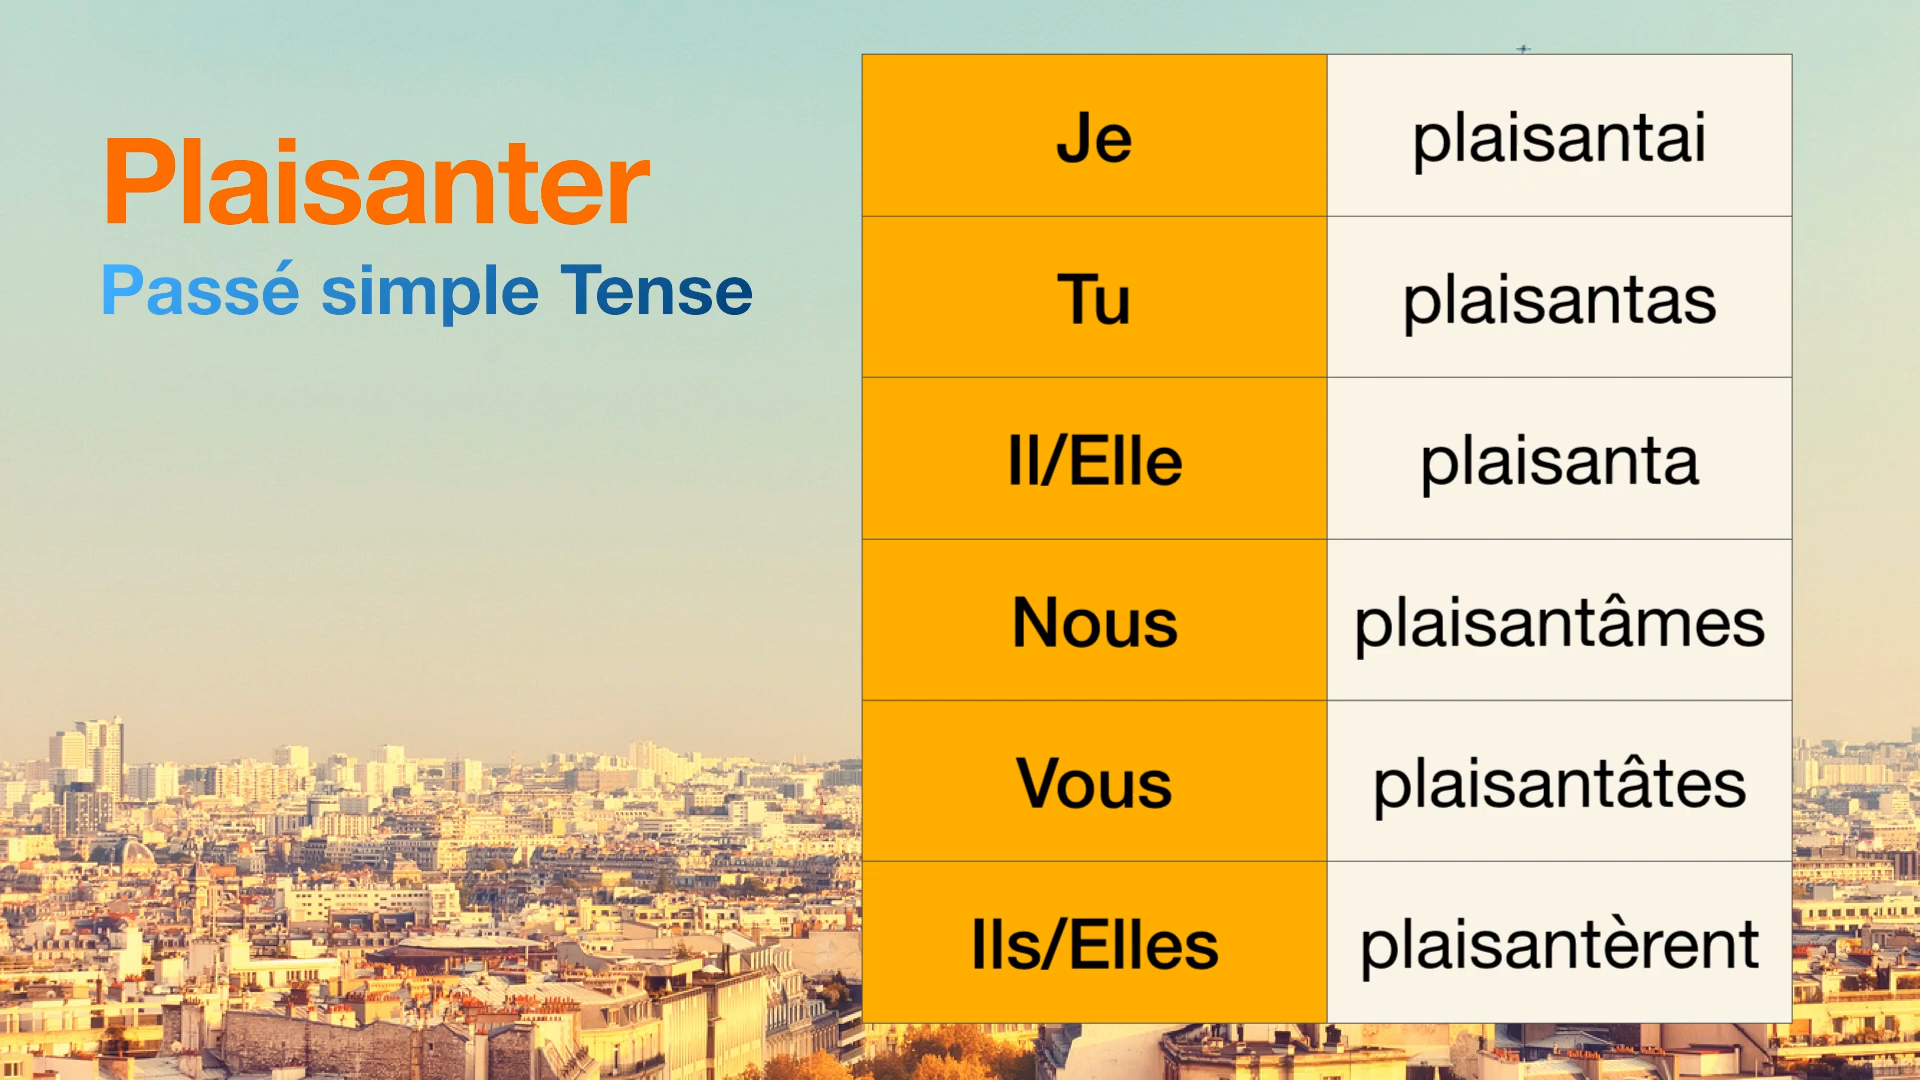 Plaisanter
Passé simple Tense
Je plaisantai
Tu plaisantas
Il/Elle plaisanta
Nous plaisantâmes
Vous plaisantâtes
Ils/Elles plaisantèrent